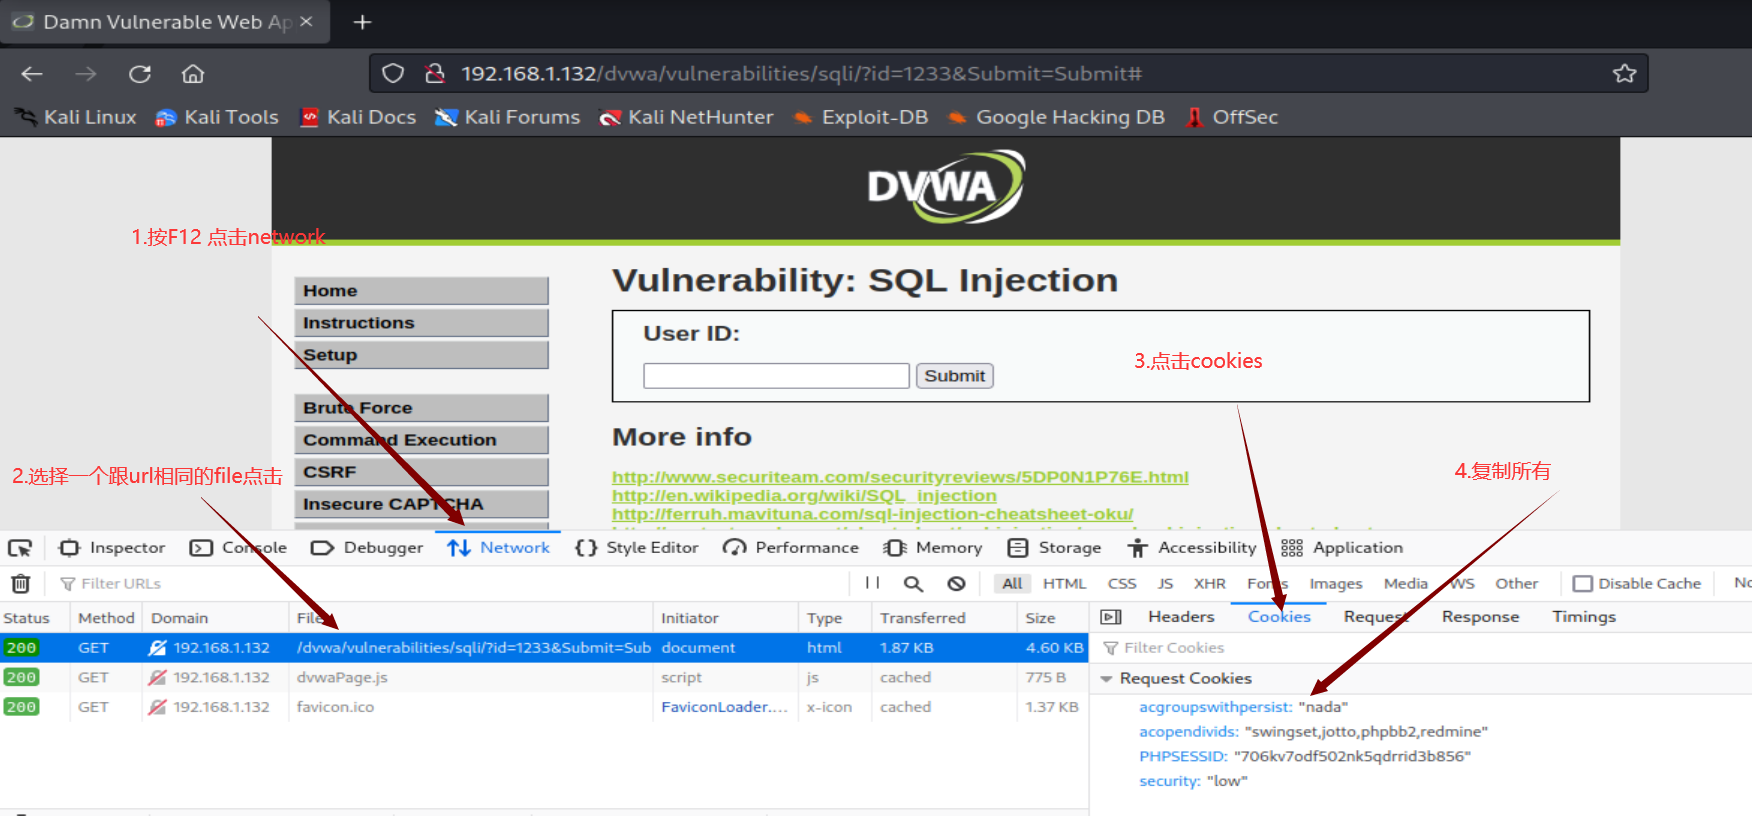 Damn Vulnerable Web Ap
192.168.1.132/dvwa/vulnerabilities/sqli/?id=1233&Submit=Submit#
Kali Linux Kali Tools Kali Docs Kali Forums Kali NetHunter Exploit-DB Google Hacking DB OffSec
DVWA
1.按F12 点击network
Vulnerability: SQL Injection
Home
Instructions
Setup
User ID:
Submit
3.点击cookies
Brute Force
Command Execution
CSRF
Insecure CAPTCHA
More info
2.选择一个跟url相同的file点击
4.复制所有
http://www.securiteam.com/securityreviews/5DP0N1P76E.html
http://en.wikipedia.org/wiki/SQL_injection
http://ferruh.mavituna.com/sql-injection-cheatsheet-oku/
Inspector Console Debugger Network Style Editor Performance Memory Storage Accessibility Application
Filter URLs All HTML CSS JS XHR Fonts Images Media WS Other Disable Cache No
Status Method Domain File Initiator Type Transferred Size Headers Cookies Request Response Timings
200 GET 192.168.1.132 /dvwa/vulnerabilities/sqli/?id=1233&Submit=Sub document html 1.87 KB 4.60 KB
200 GET 192.168.1.132 dvwaPage.js script js cached 775 B
200 GET 192.168.1.132 favicon.ico FaviconLoader.... x-icon cached 1.37 KB
Filter Cookies
Request Cookies
acgroupswithpersist: "nada"
acopendivids: "swingset,jotto,phpbb2,redmine"
PHPSESSID: "706kv7odf502nk5qdrrid3b856"
security: "low"